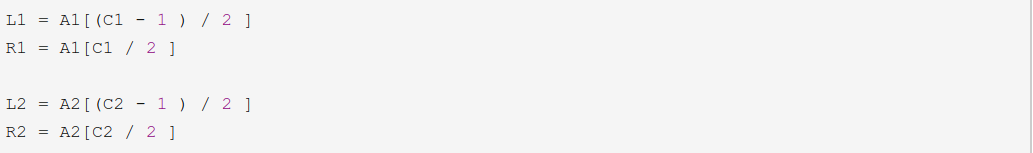 L1 = A1[(C1 - 1 ) / 2 ]
R1 = A1[C1 / 2 ]
L2 = A2[(C2 - 1 ) / 2 ]
R2 = A2[C2 / 2 ]